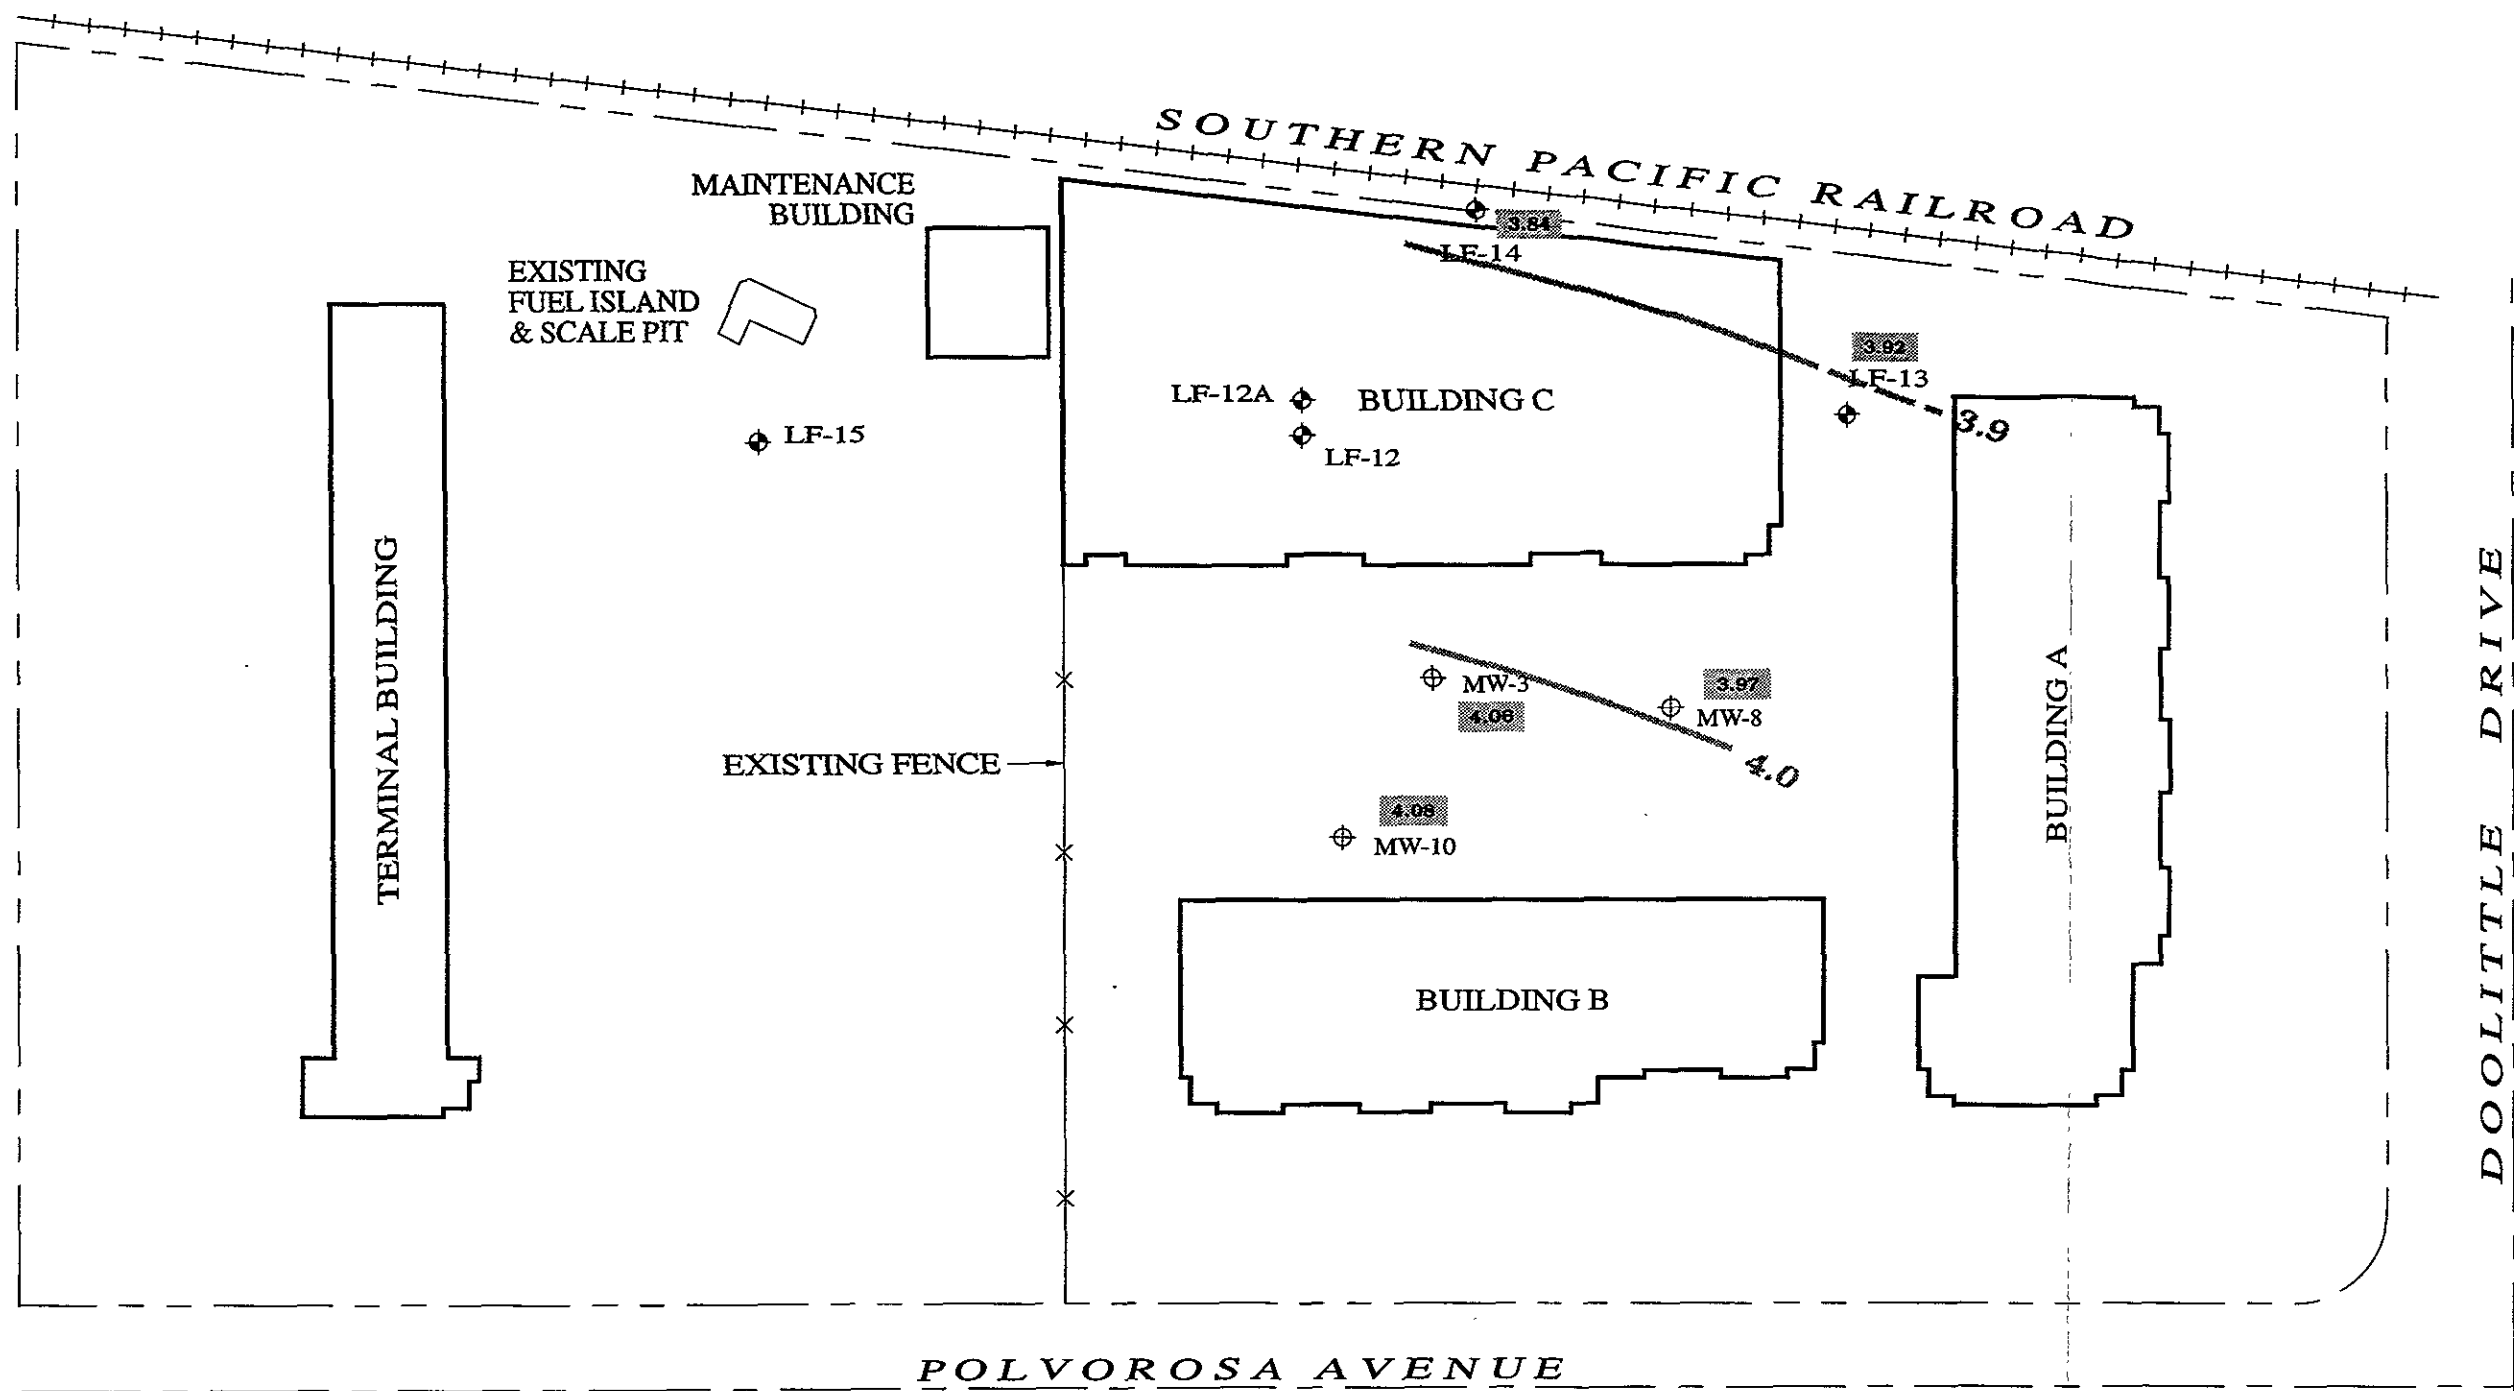 SOUTHERN PACIFIC RAILROAD
MAINTENANCE
BUILDING
3.84
LF-14
EXISTING
FUEL ISLAND
& SCALE PIT
3.92
LF-13
LF-12A
BUILDING C
3.9
LF-15
LF-12
TERMINAL BUILDING
MW-3
3.97
MW-8
4.06
BUILDING A
DOOLITTLE DRIVE
EXISTING FENCE
4.0
4.08
MW-10
BUILDING B
POLVOROSA AVENUE